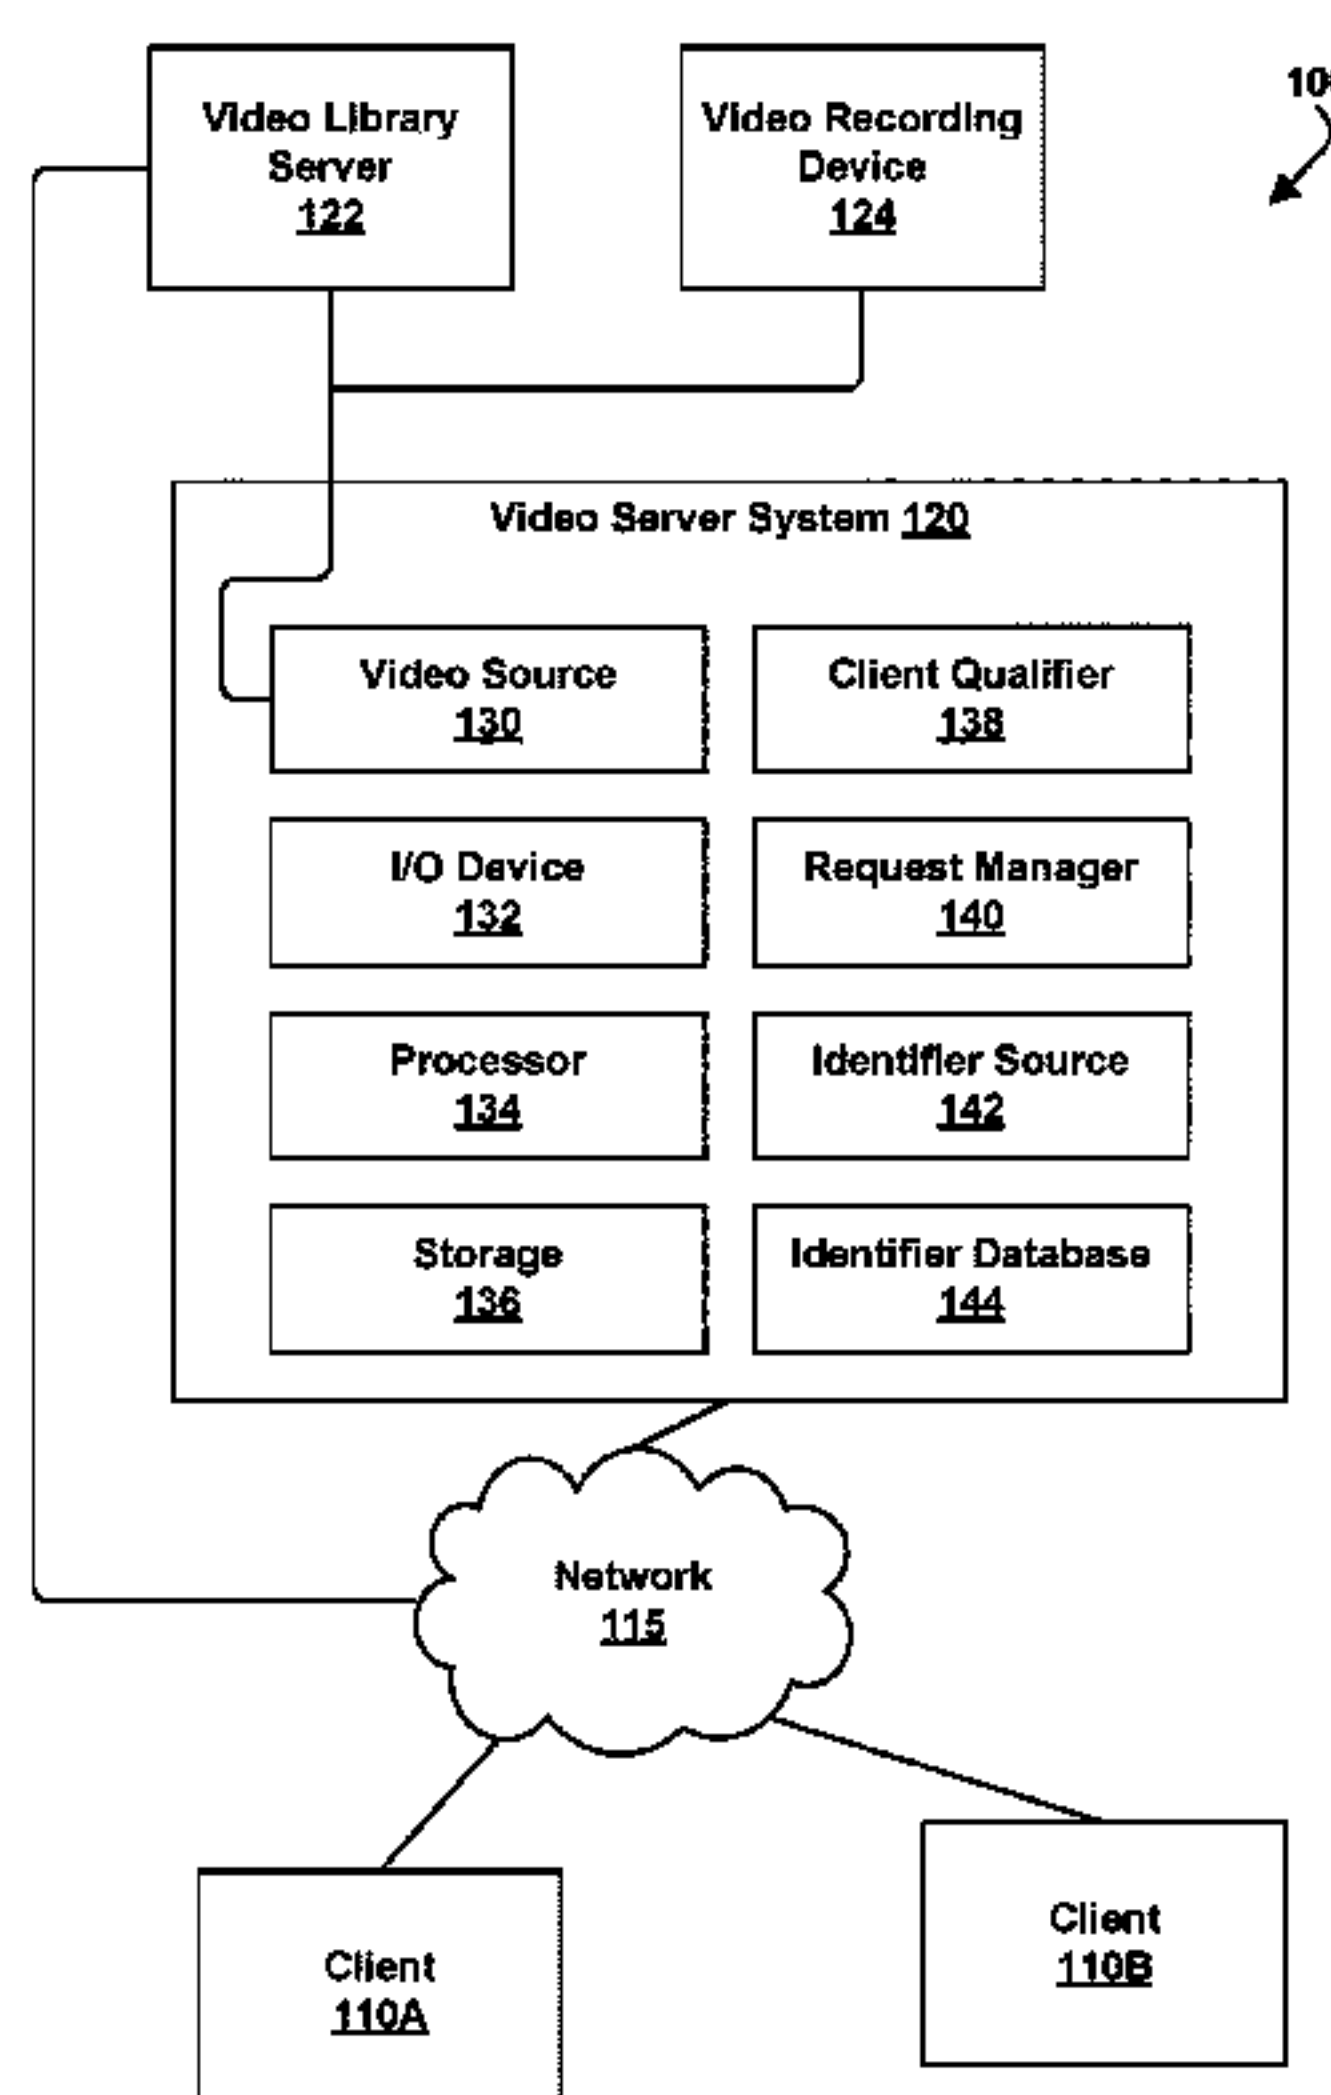 Video Library
Server
122
Video Recording
Device
124
Video Server System 120
Video Source
130
Client Qualifier
138
I/O Device
132
Request Manager
140
Processor
134
Identifier Source
142
Storage
136
Identifier Database
144
Network
115
Client
110A
Client
110B